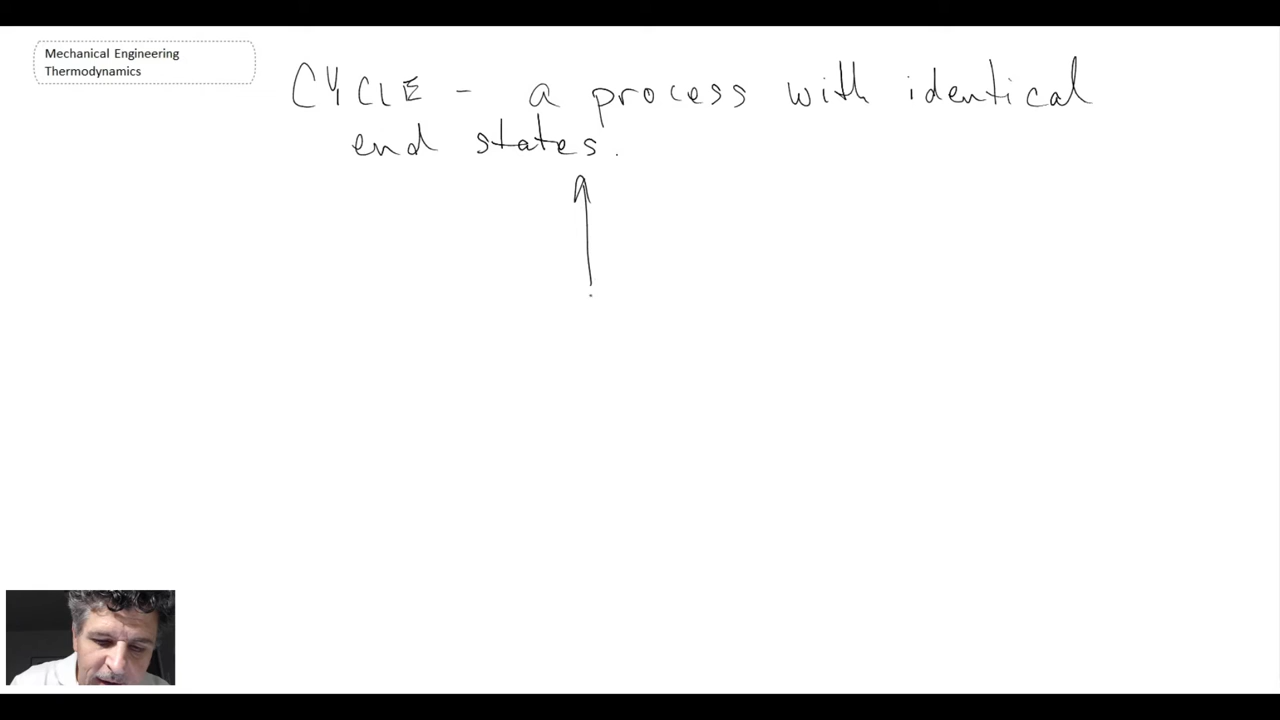 Mechanical Engineering
Thermodynamics
CYCLE - a process with identical
end states.